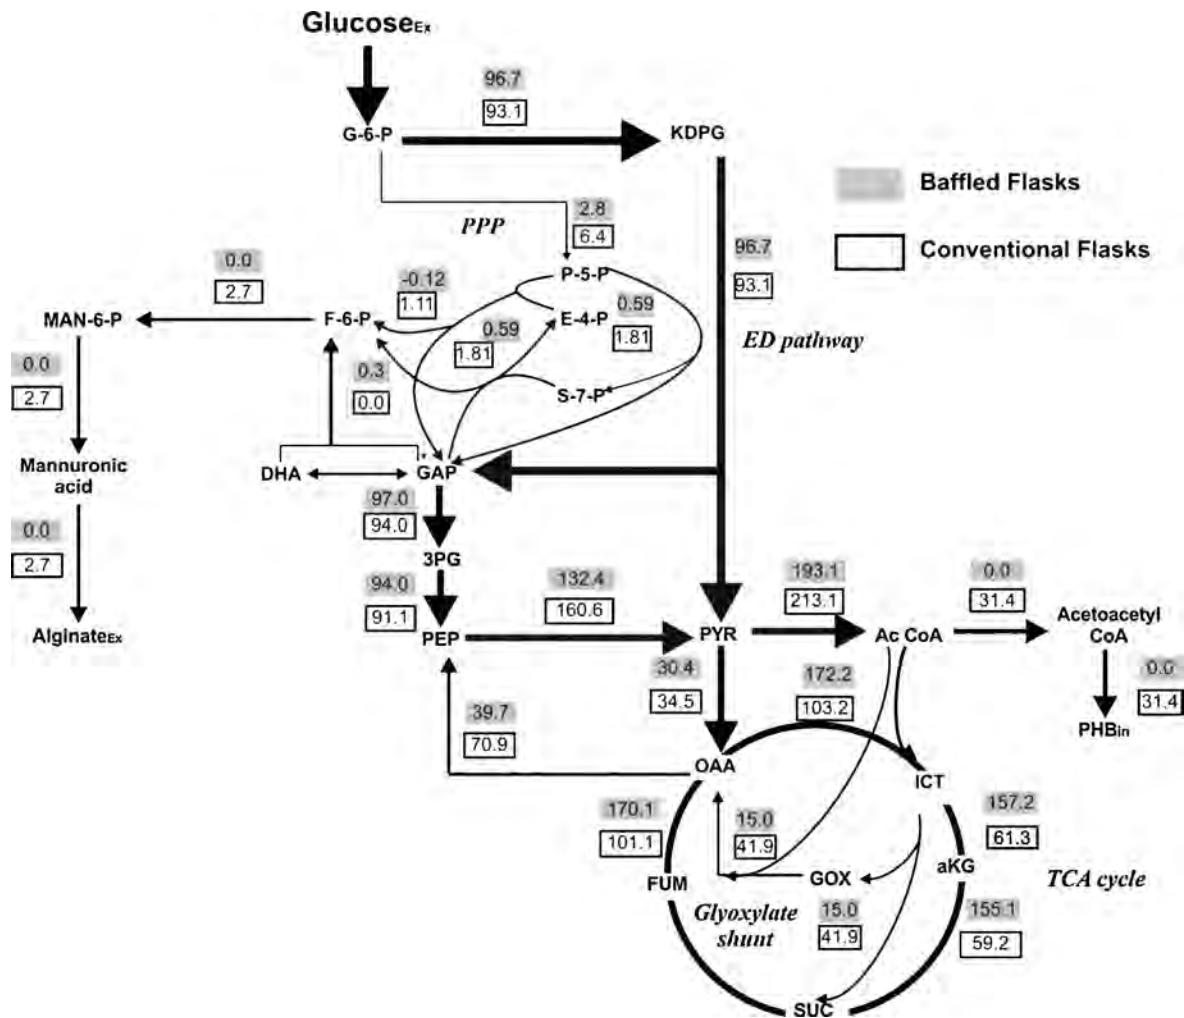 GlucoseEx
96.7
93.1
G-6-P
KDPG
Baffled Flasks
PPP
2.8
6.4
Conventional Flasks
96.7
93.1
0.0
2.7
-0.12
1.11
P-5-P
0.59
MAN-6-P
F-6-P
E-4-P
1.81
ED pathway
0.59
1.81
0.0
2.7
0.3
0.0
S-7-P
Mannuronic
acid
DHA
GAP
97.0
94.0
0.0
2.7
3PG
94.0
91.1
132.4
160.6
193.1
213.1
0.0
31.4
Acetoacetyl
CoA
AlginateEx
PEP
PYR
Ac CoA
30.4
34.5
172.2
103.2
0.0
31.4
39.7
70.9
PHBin
OAA
ICT
170.1
101.1
15.0
41.9
157.2
61.3
FUM
GOX
aKG
TCA cycle
Glyoxylate
shunt
15.0
41.9
155.1
59.2
SUC